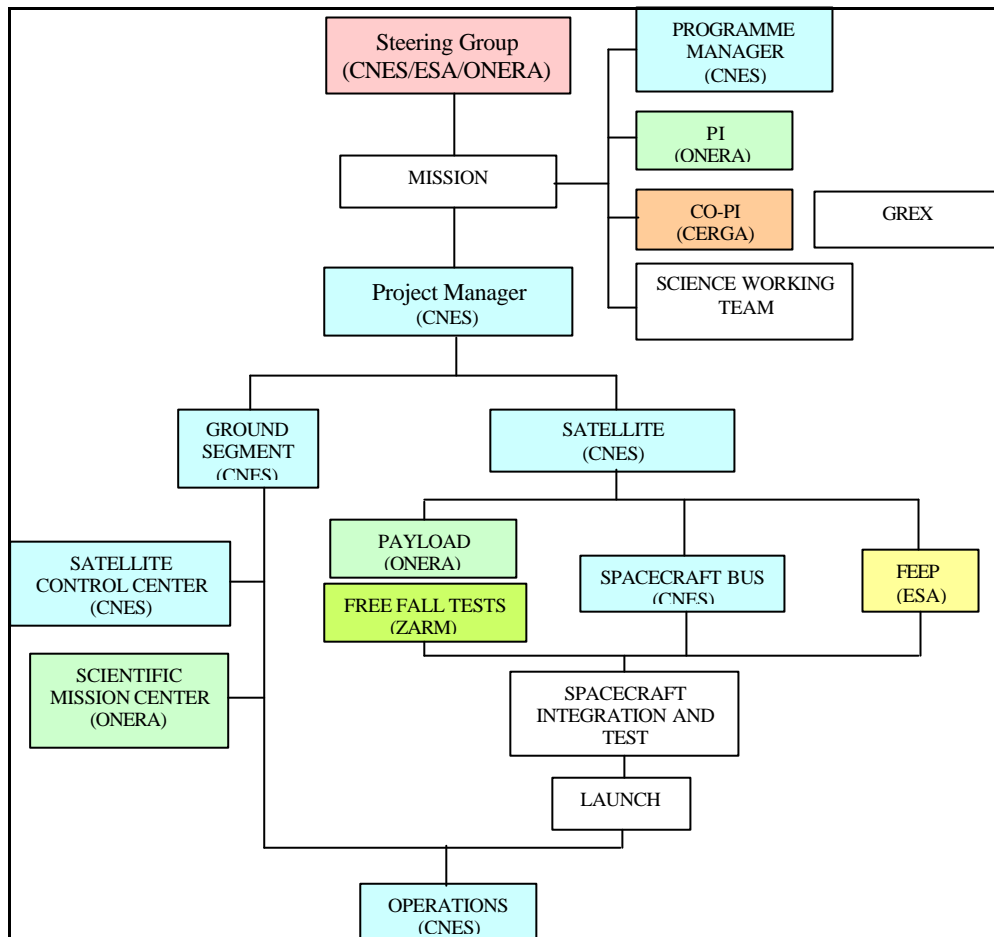 Steering Group
(CNES/ESA/ONERA)
PROGRAMME
MANAGER
(CNES)
PI
(ONERA)
MISSION
CO-PI
(CERGA)
GREX
SCIENCE WORKING
TEAM
Project Manager
(CNES)
GROUND
SEGMENT
(CNES)
SATELLITE
(CNES)
PAYLOAD
(ONERA)
SPACECRAFT BUS
(CNES)
FEEP
(ESA)
SATELLITE
CONTROL CENTER
(CNES)
FREE FALL TESTS
(ZARM)
SCIENTIFIC
MISSION CENTER
(ONERA)
SPACECRAFT
INTEGRATION AND
TEST
LAUNCH
OPERATIONS
(CNES)